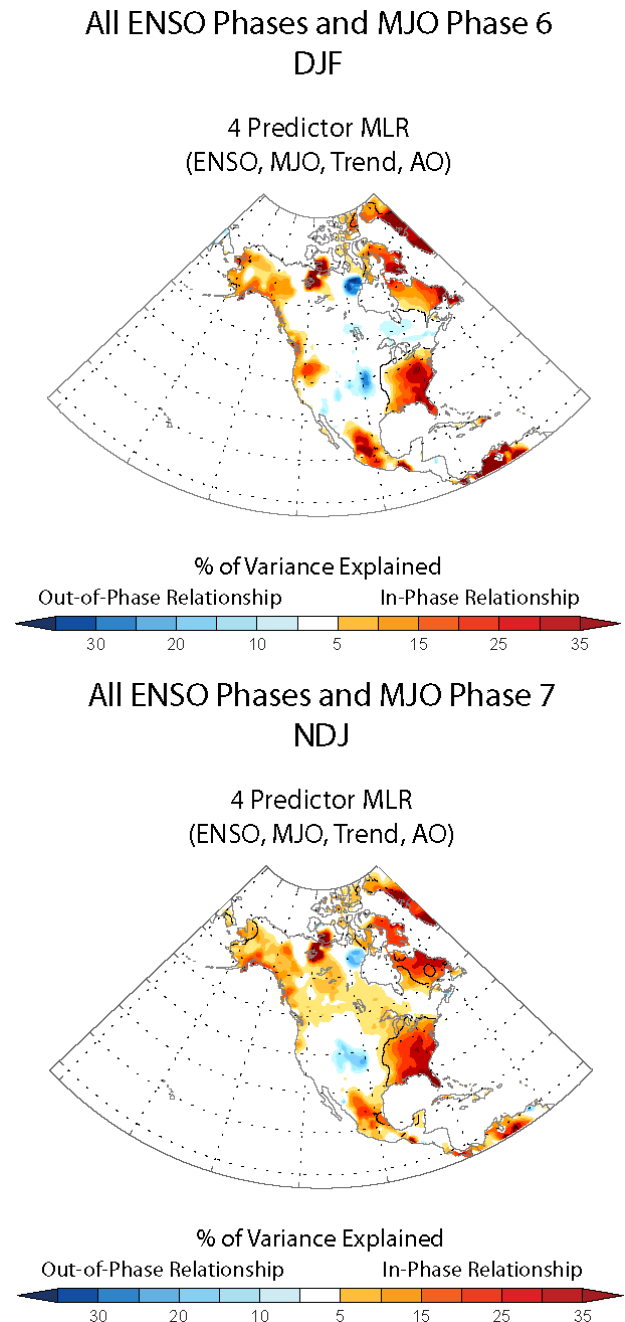 All ENSO Phases and MJO Phase 6
DJF
4 Predictor MLR
(ENSO, MJO, Trend, AO)
% of Variance Explained
Out-of-Phase Relationship In-Phase Relationship
30 20 10 5 15 25 35
All ENSO Phases and MJO Phase 7
NDJ
4 Predictor MLR
(ENSO, MJO, Trend, AO)
% of Variance Explained
Out-of-Phase Relationship In-Phase Relationship
30 20 10 5 15 25 35